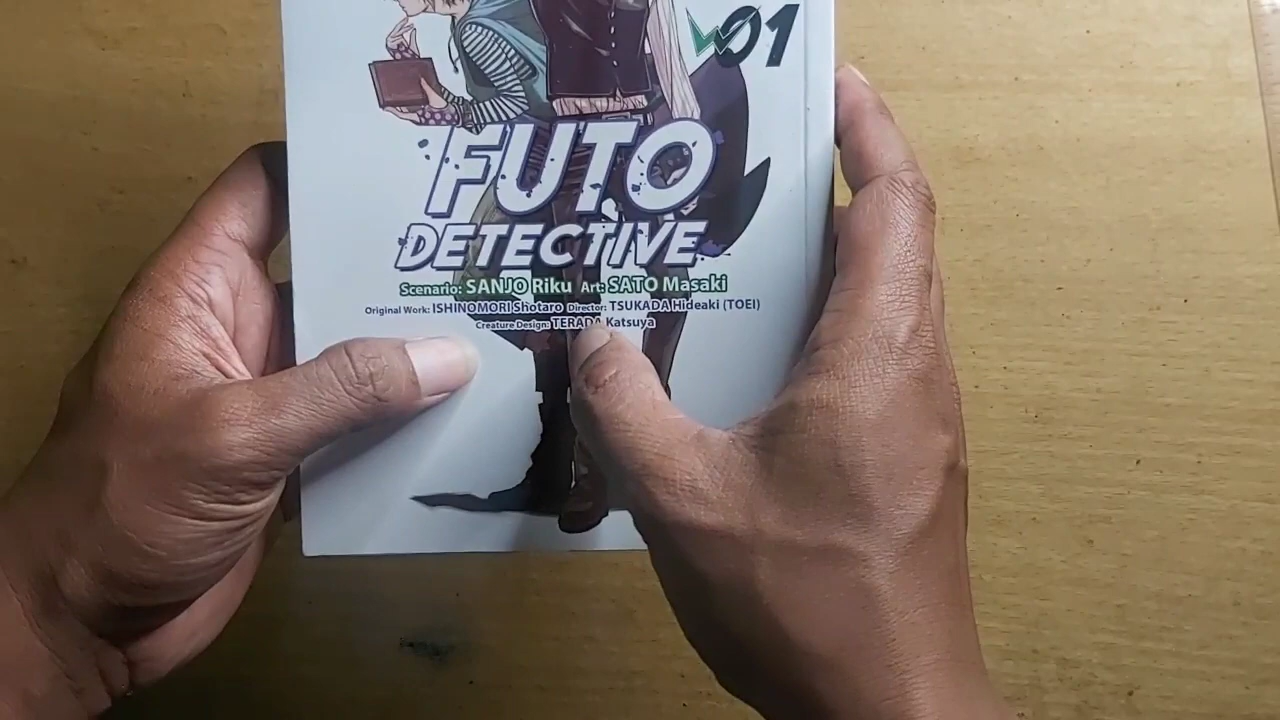 W01
FUTO
DETECTIVE
Scenario: SANJO Riku Art: SATO Masaki
Original Work: ISHINOMORI Shotaro Director: TSUKADA Hideaki (TOEI)
Creature Design: TERADA Katsuya